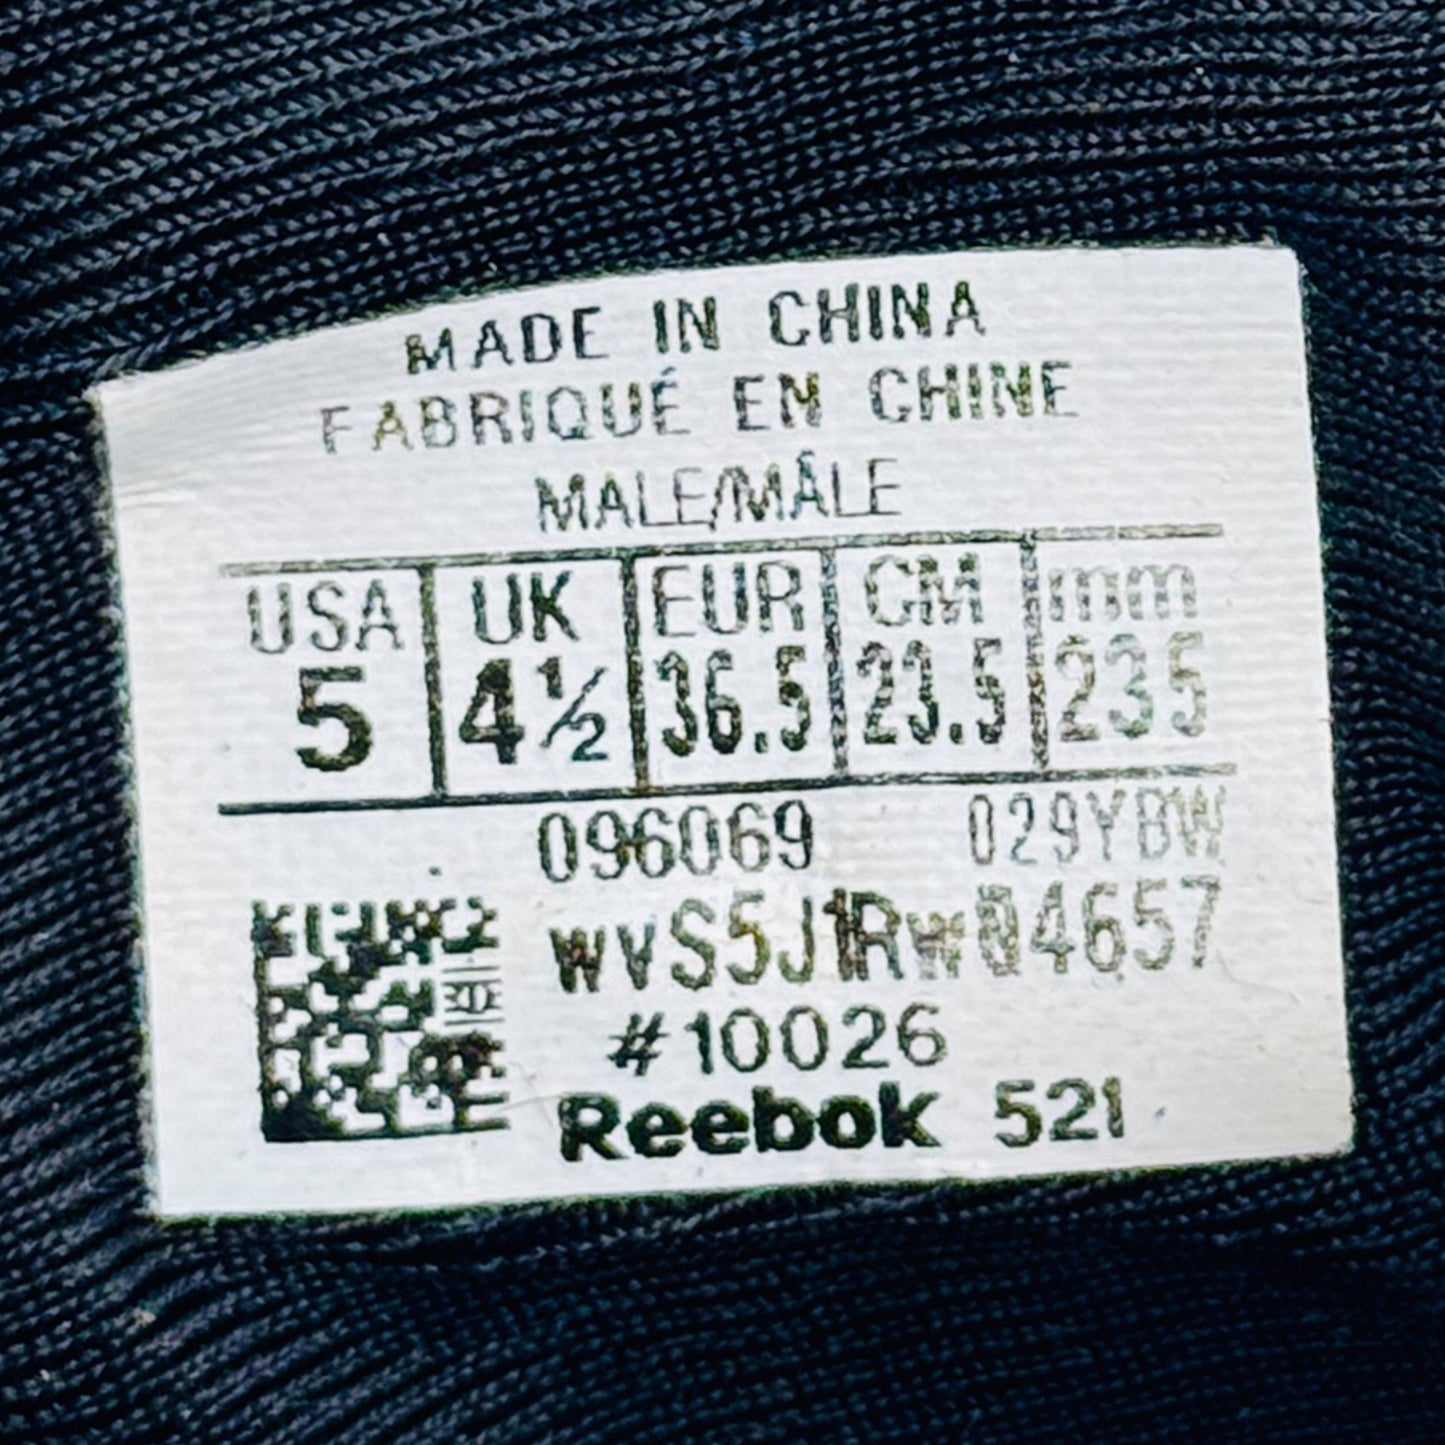 MADE IN CHINA
FABRIQUÉ EN CHINE
MALE/MÂLE
USA UK EUR CM mm
5 4½ 36.5 23.5 235
096069 029YBW
#10026
Reebok 521